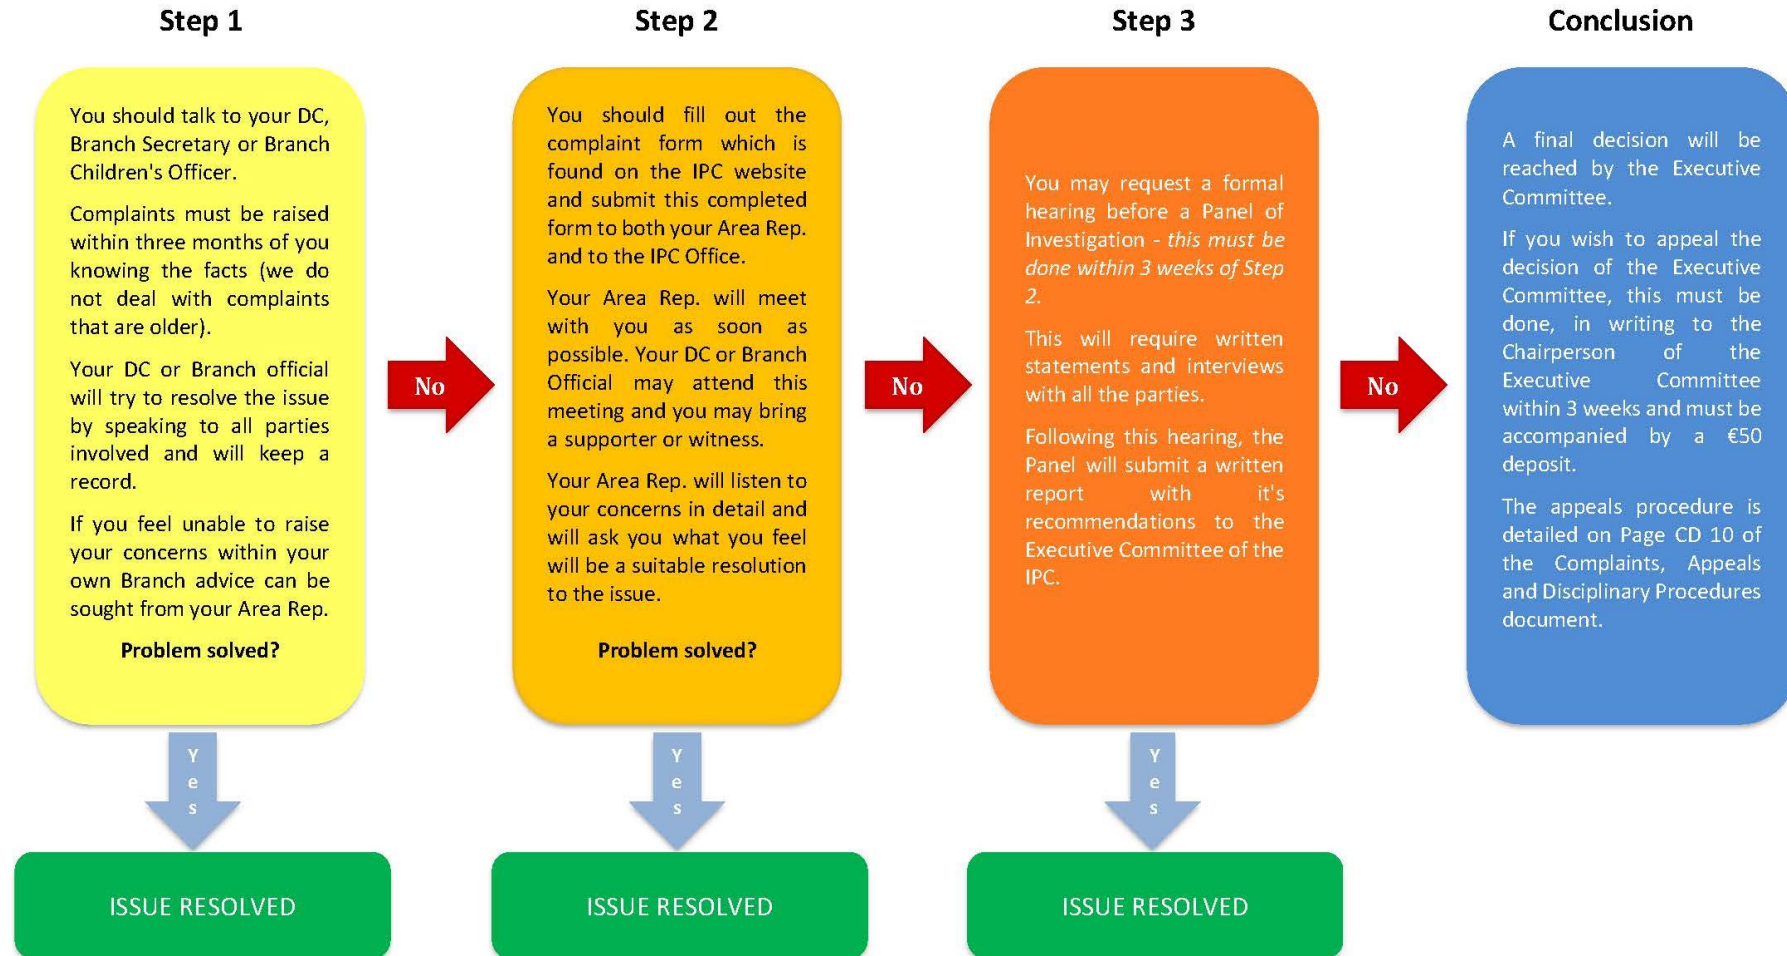 Step 1
You should talk to your DC,
Branch Secretary or Branch
Children's Officer.
Complaints must be raised
within three months of you
knowing the facts (we do
not deal with complaints
that are older).
Your DC or Branch official
will try to resolve the issue
by speaking to all parties
involved and will keep a
record.
If you feel unable to raise
your concerns within your
own Branch advice can be
sought from your Area Rep.
Problem solved?
No
Yes
ISSUE RESOLVED
Step 2
You should fill out the
complaint form which is
found on the IPC website
and submit this completed
form to both your Area Rep.
and to the IPC Office.
Your Area Rep. will meet
with you as soon as
possible. Your DC or Branch
Official may attend this
meeting and you may bring
a supporter or witness.
Your Area Rep. will listen to
your concerns in detail and
will ask you what you feel
will be a suitable resolution
to the issue.
Problem solved?
No
Yes
ISSUE RESOLVED
Step 3
You may request a formal
hearing before a Panel of
Investigation - this must be
done within 3 weeks of Step
2.
This will require written
statements and interviews
with all the parties.
Following this hearing, the
Panel will submit a written
report with it's
recommendations to the
Executive Committee of the
IPC.
No
Yes
ISSUE RESOLVED
Conclusion
A final decision will be
reached by the Executive
Committee.
If you wish to appeal the
decision of the Executive
Committee, this must be
done, in writing to the
Chairperson of the
Executive Committee
within 3 weeks and must be
accompanied by a €50
deposit.
The appeals procedure is
detailed on Page CD 10 of
the Complaints, Appeals
and Disciplinary Procedures
document.